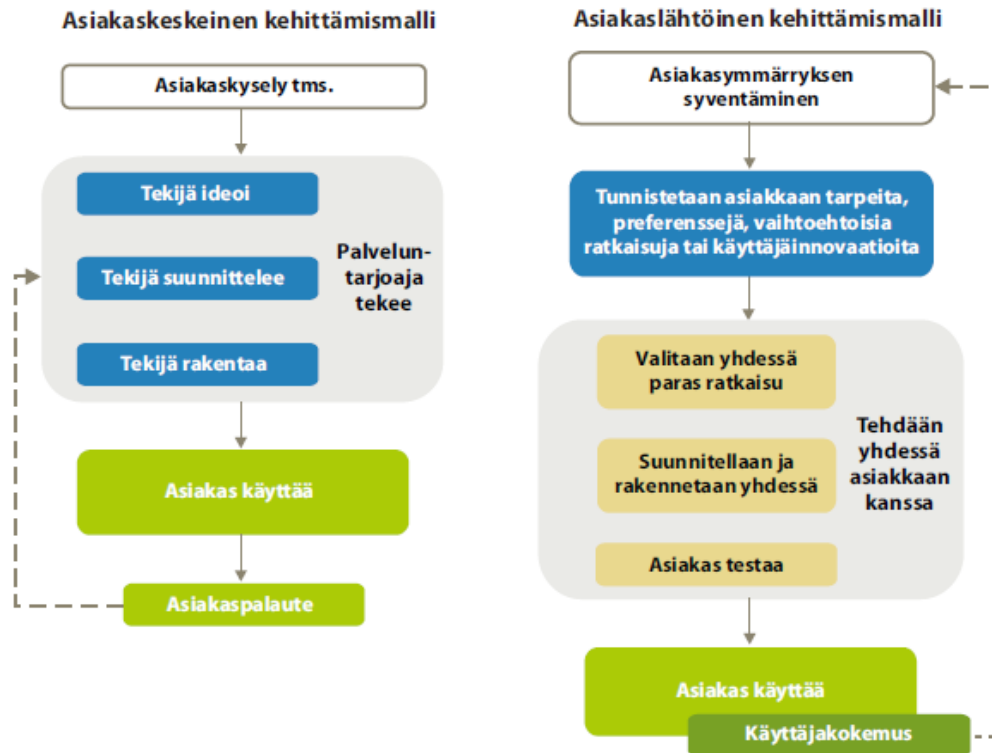 Asiakaskeskeinen kehittämismalli
Asiakaskysely tms.
Tekijä ideoi
Tekijä suunnittelee
Tekijä rakentaa
Palvelun-
tarjoaja
tekee
Asiakas käyttää
Asiakaspalaute
Asiakaslähtöinen kehittämismalli
Asiakasymmärryksen
syventäminen
Tunnistetaan asiakkaan tarpeita,
preferenssejä, vaihtoehtoisia
ratkaisuja tai käyttäjäinnovaatioita
Valitaan yhdessä
paras ratkaisu
Suunnitellaan ja
rakennetaan yhdessä
Asiakas testaa
Tehdään
yhdessä
asiakkaan
kanssa
Asiakas käyttää
Käyttäjakokemus